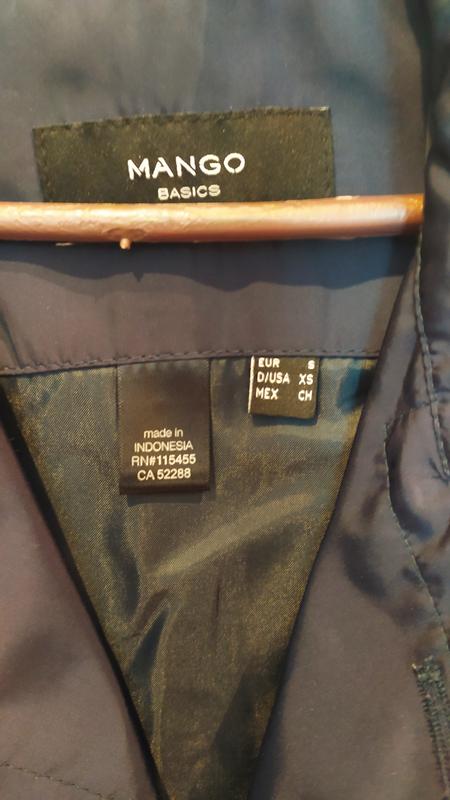 MANGO
BASICS
EUR S
D/USA XS
MEX CH
made in
INDONESIA
RN#115455
CA 52288